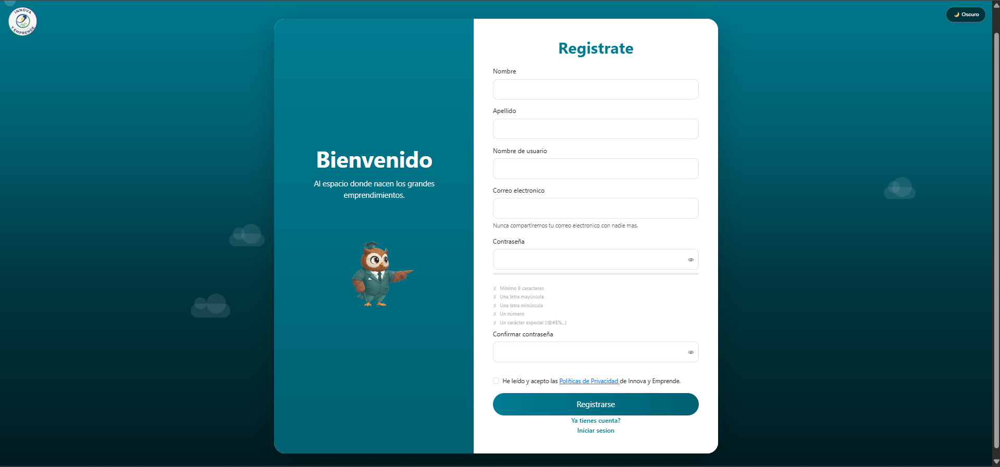 INNOVA
Y EMPRENDE
Oscuro
Bienvenido
Al espacio donde nacen los grandes
emprendimientos.
Registrate
Nombre
Apellido
Nombre de usuario
Correo electronico
Nunca compartiremos tu correo electronico con nadie mas.
Contraseña
✗ Mínimo 8 caracteres
✗ Una letra mayúscula
✗ Una letra minúscula
✗ Un número
✗ Un carácter especial (!@#$%...)
Confirmar contraseña
He leído y acepto las Políticas de Privacidad de Innova y Emprende.
Registrarse
Ya tienes cuenta?
Iniciar sesion